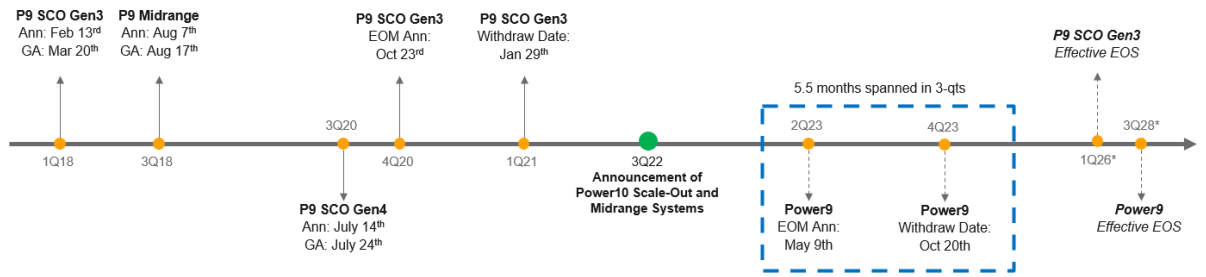 P9 SCO Gen3
Ann: Feb 13rd
GA: Mar 20th
P9 Midrange
Ann: Aug 7th
GA: Aug 17th
P9 SCO Gen3
EOM Ann:
Oct 23rd
P9 SCO Gen3
Withdraw Date:
Jan 29th
P9 SCO Gen3
Effective EOS
5.5 months spanned in 3-qts
1Q18
3Q18
3Q20
4Q20
1Q21
3Q22
2Q23
4Q23
1Q26*
3Q28*
P9 SCO Gen4
Ann: July 14th
GA: July 24th
Announcement of
Power10 Scale-Out and
Midrange Systems
Power9
EOM Ann:
May 9th
Power9
Withdraw Date:
Oct 20th
Power9
Effective EOS